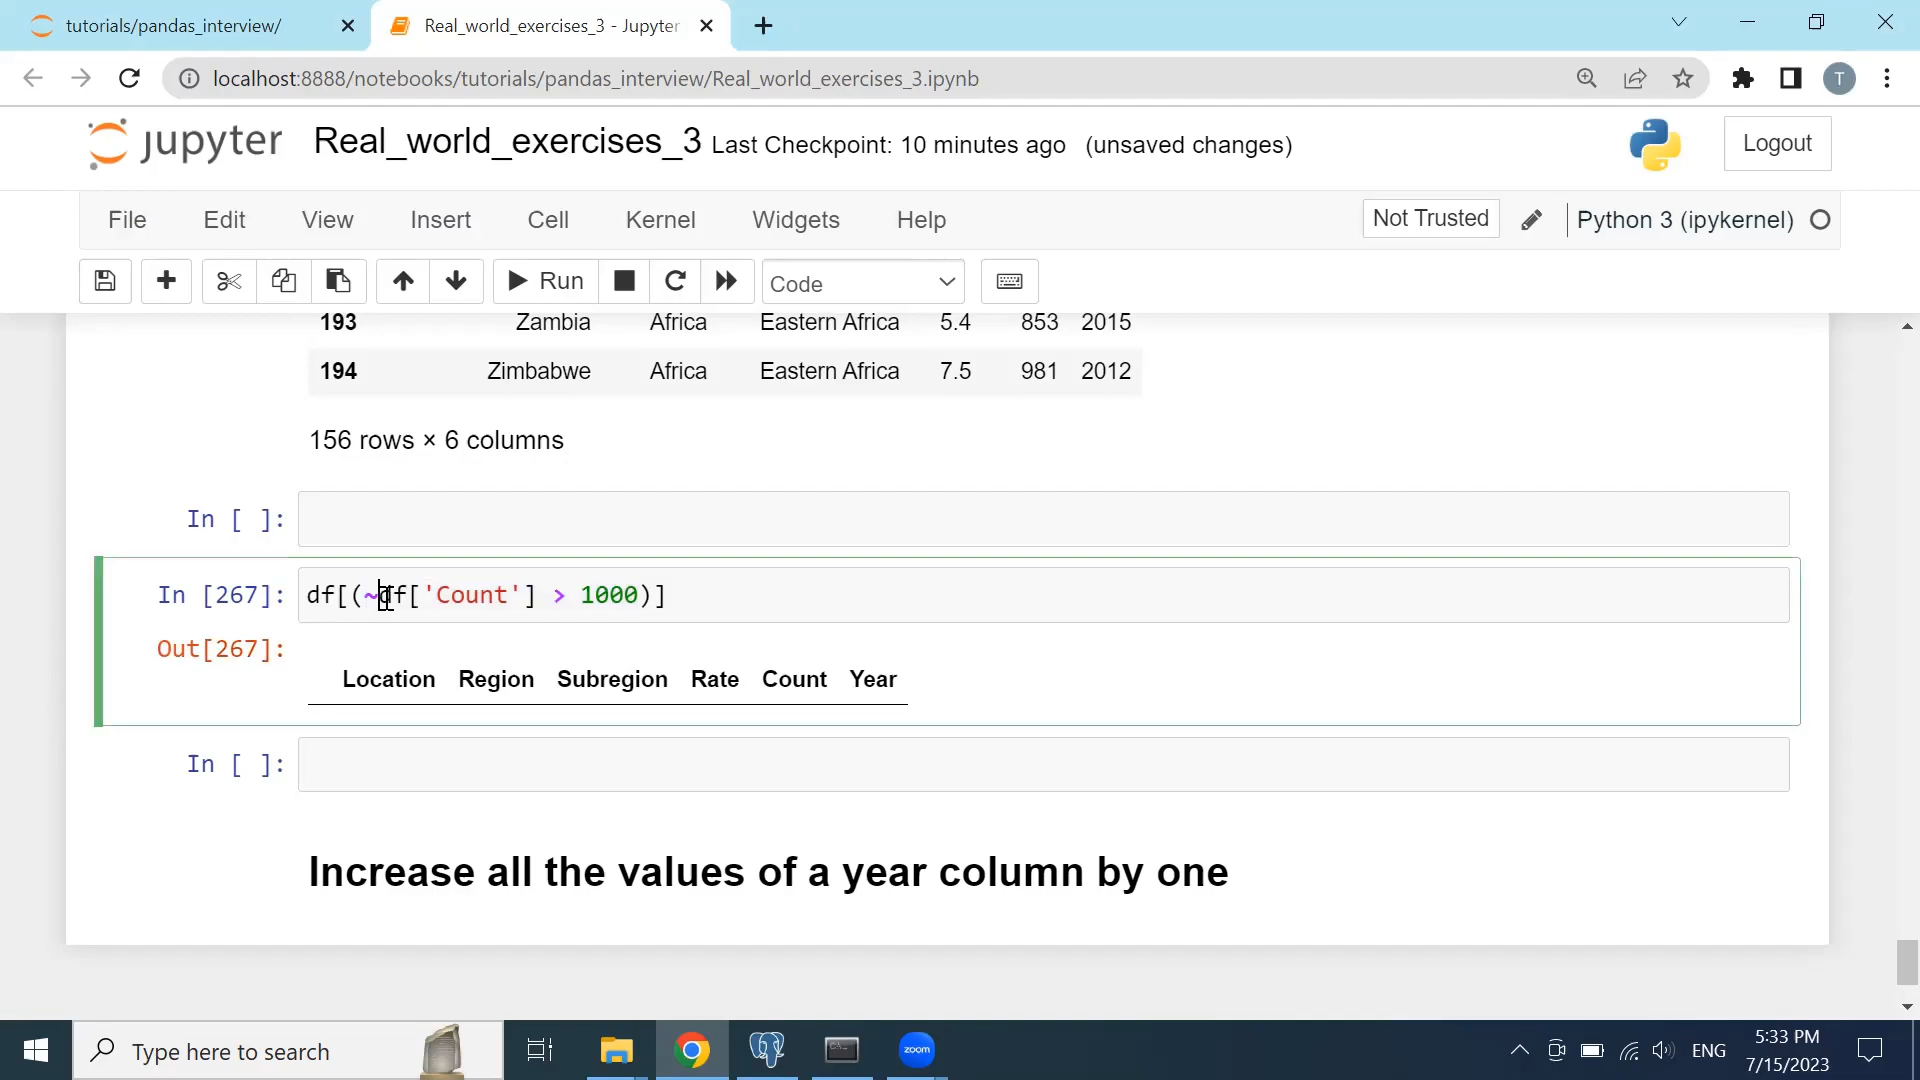 tutorials/pandas_interview/
Real_world_exercises_3 - Jupyter
localhost:8888/notebooks/tutorials/pandas_interview/Real_world_exercises_3.ipynb
T
jupyter Real_world_exercises_3 Last Checkpoint: 10 minutes ago (unsaved changes)
Logout
File Edit View Insert Cell Kernel Widgets Help
Not Trusted
Python 3 (ipykernel)
Run
Code
193 Zambia Africa Eastern Africa 5.4 853 2015
194 Zimbabwe Africa Eastern Africa 7.5 981 2012
156 rows × 6 columns
In [ ]:
In [267]: df[(~df['Count'] > 1000)]
Out[267]:
Location Region Subregion Rate Count Year
In [ ]:
Increase all the values of a year column by one
Type here to search
zoom
ENG
5:33 PM
7/15/2023